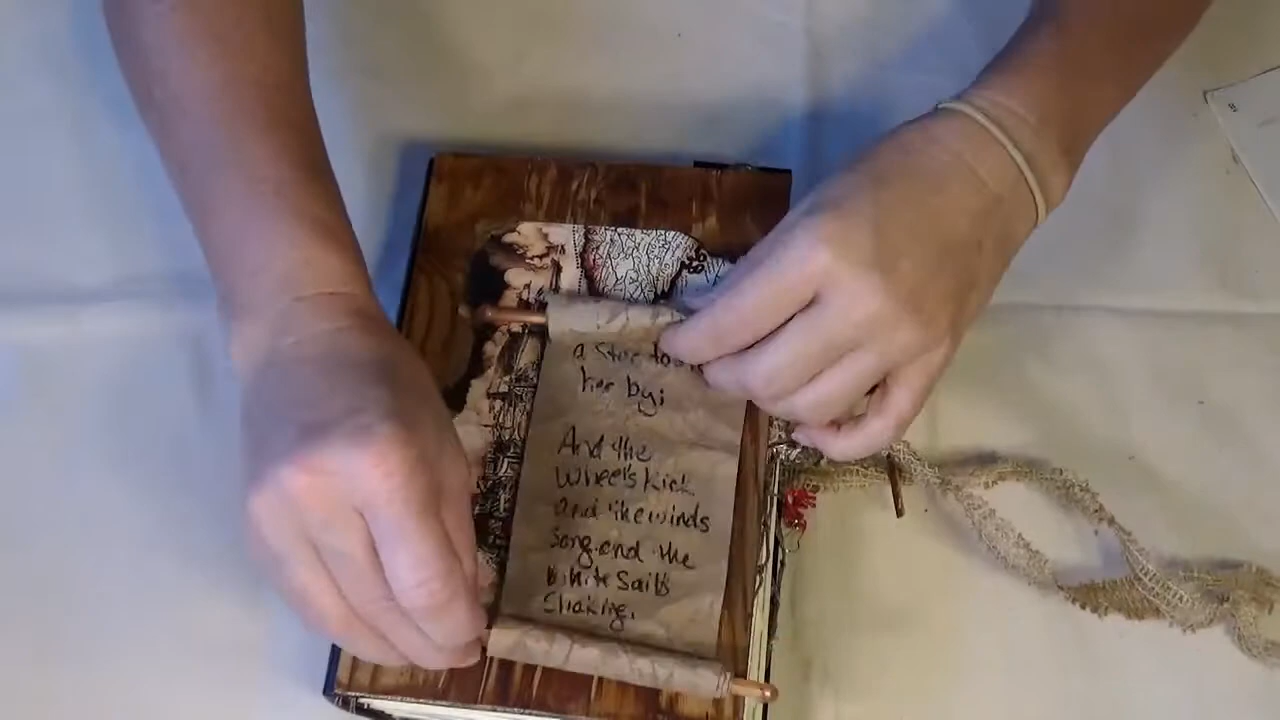 a Star to
her by;
And the
Wheel's kick
and the winds
Song and the
White Sails
Shaking.